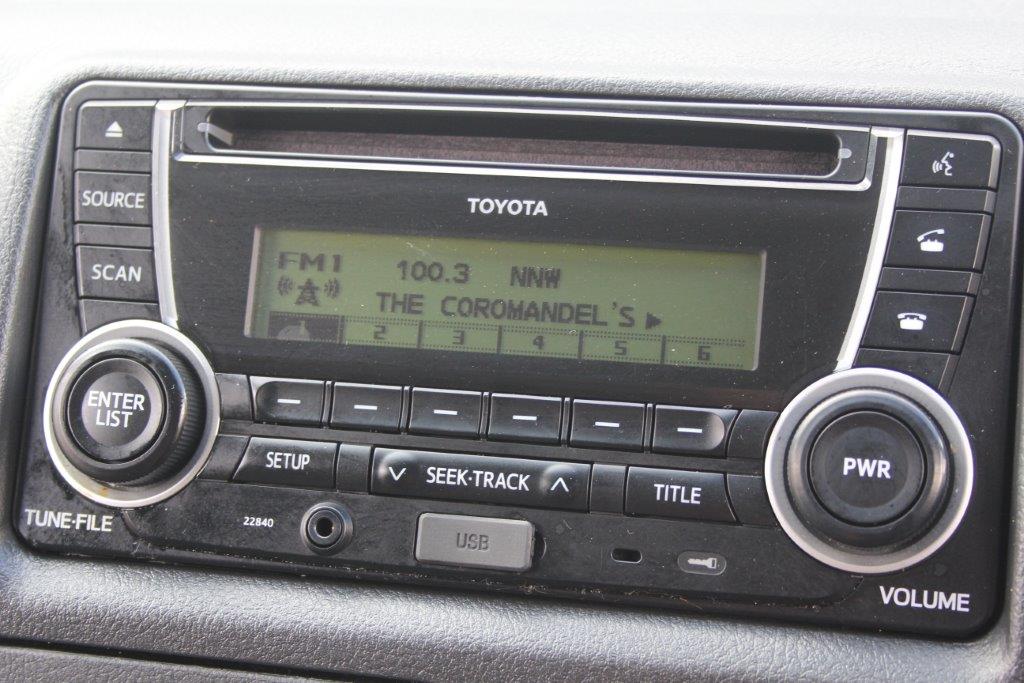 SOURCE
SCAN
TOYOTA
FM1 100.3 NNW
THE COROMANDEL'S
2 3 4 5 6
ENTER
LIST
TUNE·FILE
SETUP
SEEK·TRACK
TITLE
PWR
VOLUME
22840
USB